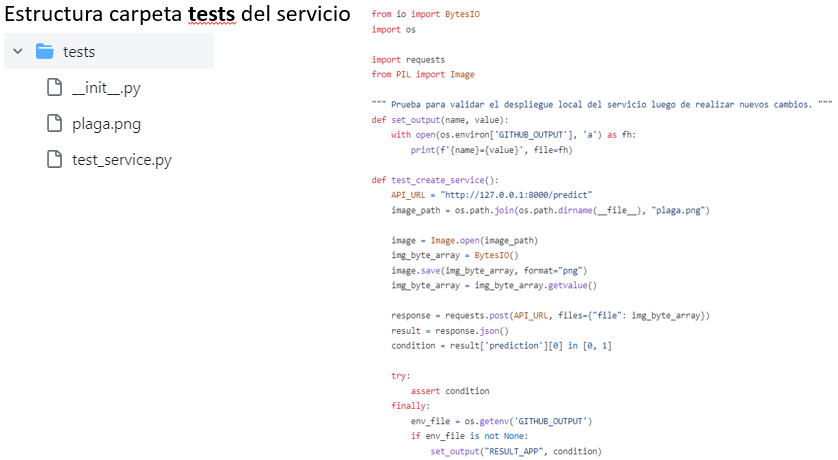 Estructura carpeta tests del servicio
tests
__init__.py
plaga.png
test_service.py
from io import BytesIO
import os
import requests
from PIL import Image
""" Prueba para validar el despliegue local del servicio luego de realizar nuevos cambios. """
def set_output(name, value):
    with open(os.environ['GITHUB_OUTPUT'], 'a') as fh:
        print(f'{name}={value}', file=fh)
def test_create_service():
    API_URL = "http://127.0.0.1:8000/predict"
    image_path = os.path.join(os.path.dirname(__file__), "plaga.png")
    image = Image.open(image_path)
    img_byte_array = BytesIO()
    image.save(img_byte_array, format="png")
    img_byte_array = img_byte_array.getvalue()
    response = requests.post(API_URL, files={"file": img_byte_array})
    result = response.json()
    condition = result['prediction'][0] in [0, 1]
    try:
        assert condition
    finally:
        env_file = os.getenv('GITHUB_OUTPUT')
        if env_file is not None:
            set_output("RESULT_APP", condition)